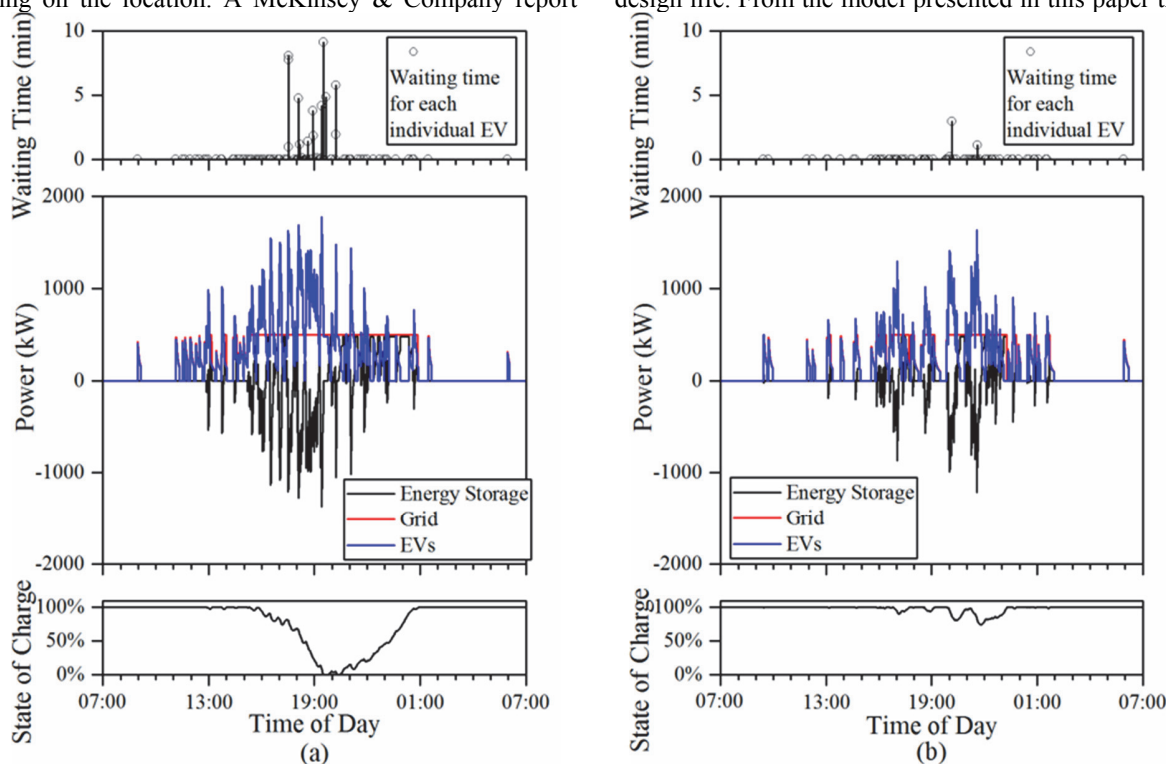 ing on the location. A McKinsey & Company report
design life. From the model presented in this paper t
Waiting Time (min)
10
5
0
Waiting time
for each
individual EV
Power (kW)
2000
1000
0
-1000
-2000
Energy Storage
Grid
EVs
State of Charge
100%
50%
0%
07:00 13:00 19:00 01:00 07:00
Time of Day
(a)
Waiting Time (min)
10
5
0
Waiting time
for each
individual EV
Power (kW)
2000
1000
0
-1000
-2000
Energy Storage
Grid
EVs
State of Charge
100%
50%
0%
07:00 13:00 19:00 01:00 07:00
Time of Day
(b)